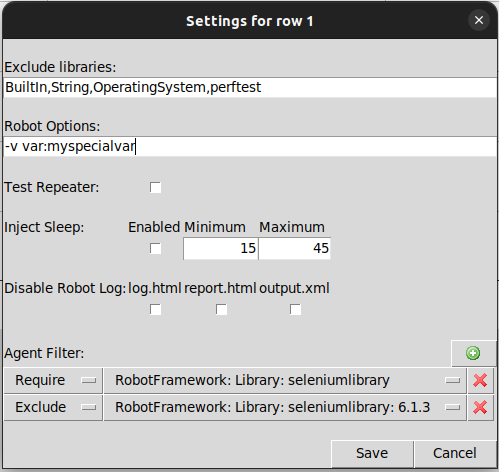 Settings for row 1
Exclude libraries:
BuiltIn,String,OperatingSystem,perftest
Robot Options:
-v var:myspecialvar
Test Repeater:
Inject Sleep: Enabled Minimum Maximum
15 45
Disable Robot Log: log.html report.html output.xml
Agent Filter:
Require RobotFramework: Library: seleniumlibrary
Exclude RobotFramework: Library: seleniumlibrary: 6.1.3
Save Cancel